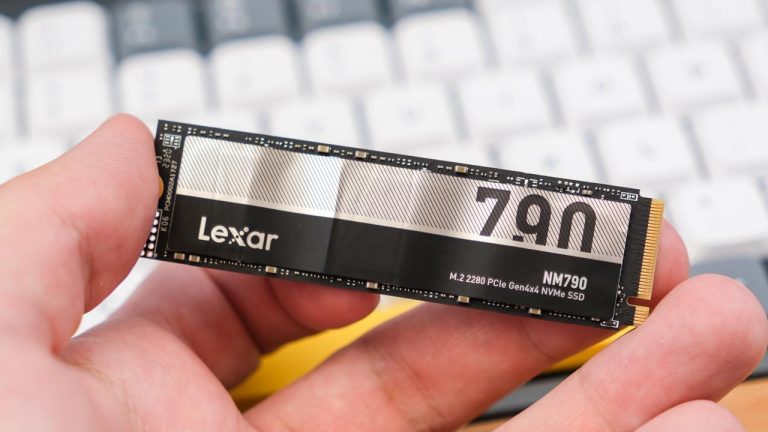 Lexar
790
NM790
M.2 2280 PCIe Gen4x4 NVMe SSD